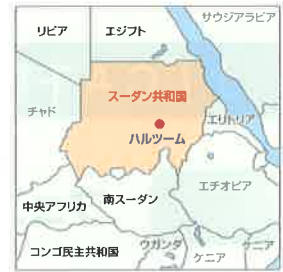 サウジアラビア
リビア
エジプト
スーダン共和国
チャド
ハルツーム
エリトリア
エチオピア
中央アフリカ
南スーダン
コンゴ民主共和国
ウガンダ
ケニア
ケニア